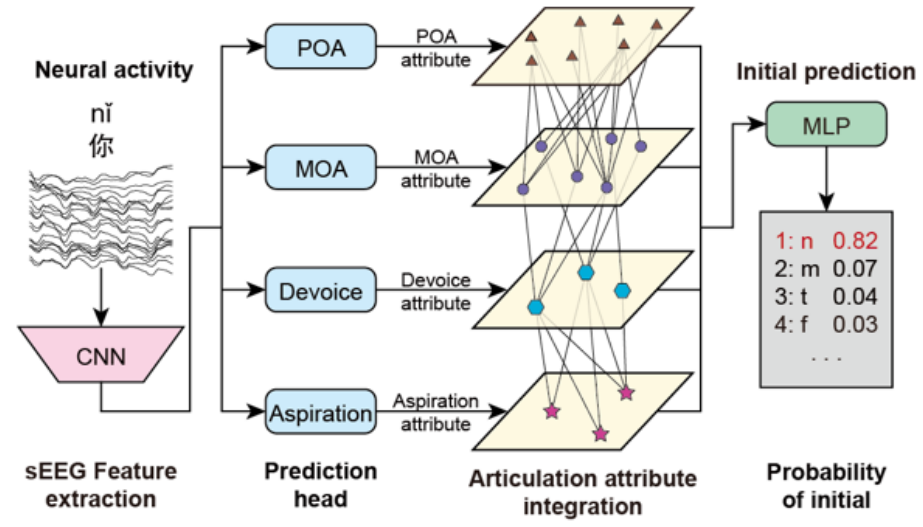 Neural activity
nǐ
你
CNN
sEEG Feature
extraction
POA
MOA
Devoice
Aspiration
Prediction
head
POA
attribute
MOA
attribute
Devoice
attribute
Aspiration
attribute
Articulation attribute
integration
Initial prediction
MLP
1: n 0.82
2: m 0.07
3: t 0.04
4: f 0.03
. . .
Probability
of initial